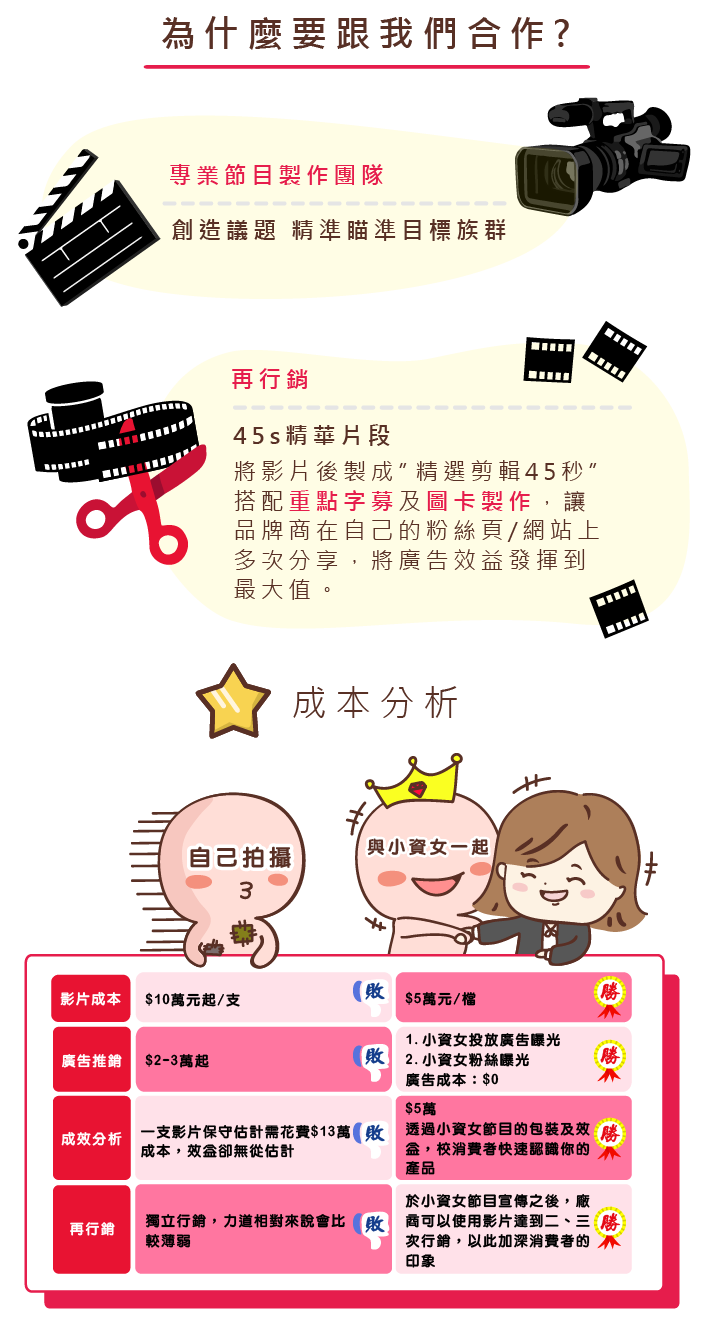 為什麼要跟我們合作?
專業節目製作團隊
創造議題 精準瞄準目標族群
再行銷
45s精華片段
將影片後製成"精選剪輯45秒"
搭配重點字募及圖卡製作，讓
品牌商在自己的粉絲頁/網站上
多次分享，將廣告效益發揮到
最大值。
成本分析
自己拍攝
與小資女一起
影片成本
$10萬元起/支
敗
$5萬元/檔
勝
廣告推銷
$2-3萬起
敗
1.小資女投放廣告曝光
2.小資女粉絲曝光
廣告成本：$0
勝
成效分析
一支影片保守估計需花費$13萬
成本，效益卻無從估計
敗
$5萬
透過小資女節目的包裝及效
益，校消費者快速認識你的
產品
勝
再行銷
獨立行銷，力道相對來說會比
較薄弱
敗
於小資女節目宣傳之後，廠
商可以使用影片達到二、三
次行銷，以此加深消費者的
印象
勝